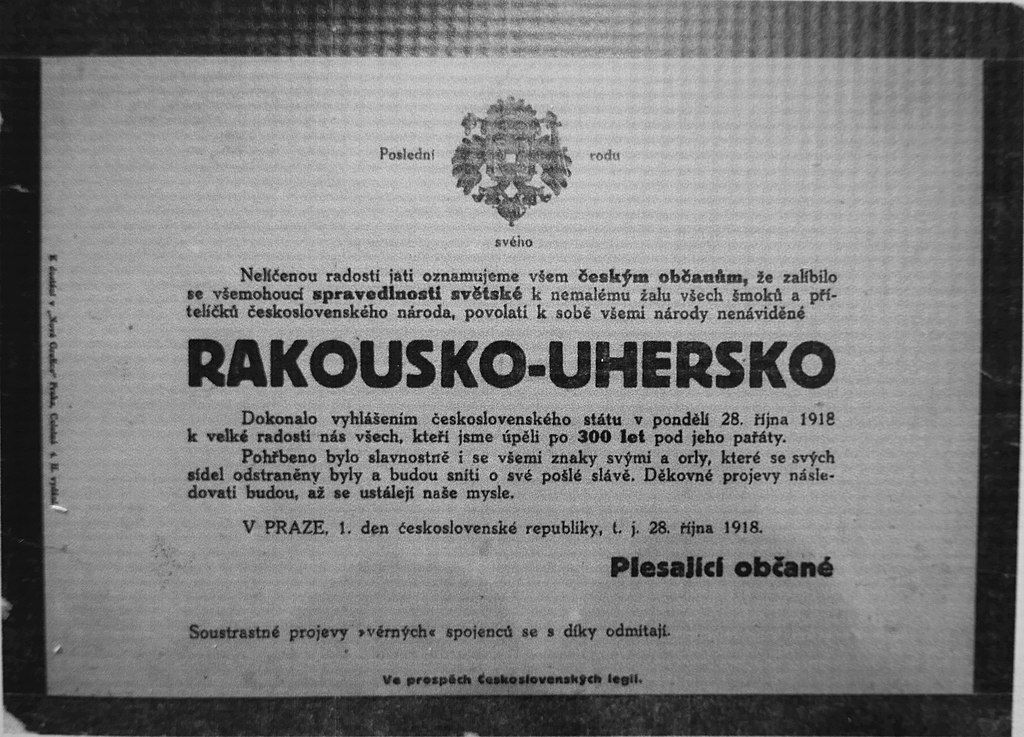 Poslední rodu
svého
Nelíčenou radostí jati oznamujeme všem českým občanům, že zalíbilo
se všemohoucí spravedlnosti světské k nemalému žalu všech šmoků a pří-
telíčků československého národa, povolati k sobě všemi národy nenáviděné
RAKOUSKO-UHERSKO
Dokonalo vyhlášením československého státu v pondělí 28. října 1918
k velké radosti nás všech, kteří jsme úpěli po 300 let pod jeho pařáty.
Pohřbeno bylo slavnostně i se všemi znaky svými a orly, které se svých
sídel odstraněny byly a budou sníti o své pošlé slávě. Děkovné projevy násle-
dovati budou, až se ustálejí naše mysle.
V PRAZE, 1. den československé republiky, t. j. 28. října 1918.
Plesající občané
Soustrastné projevy »věrných« spojenců se s díky odmítají.
Ve prospěch Československých legií.
K dostání v Praha,